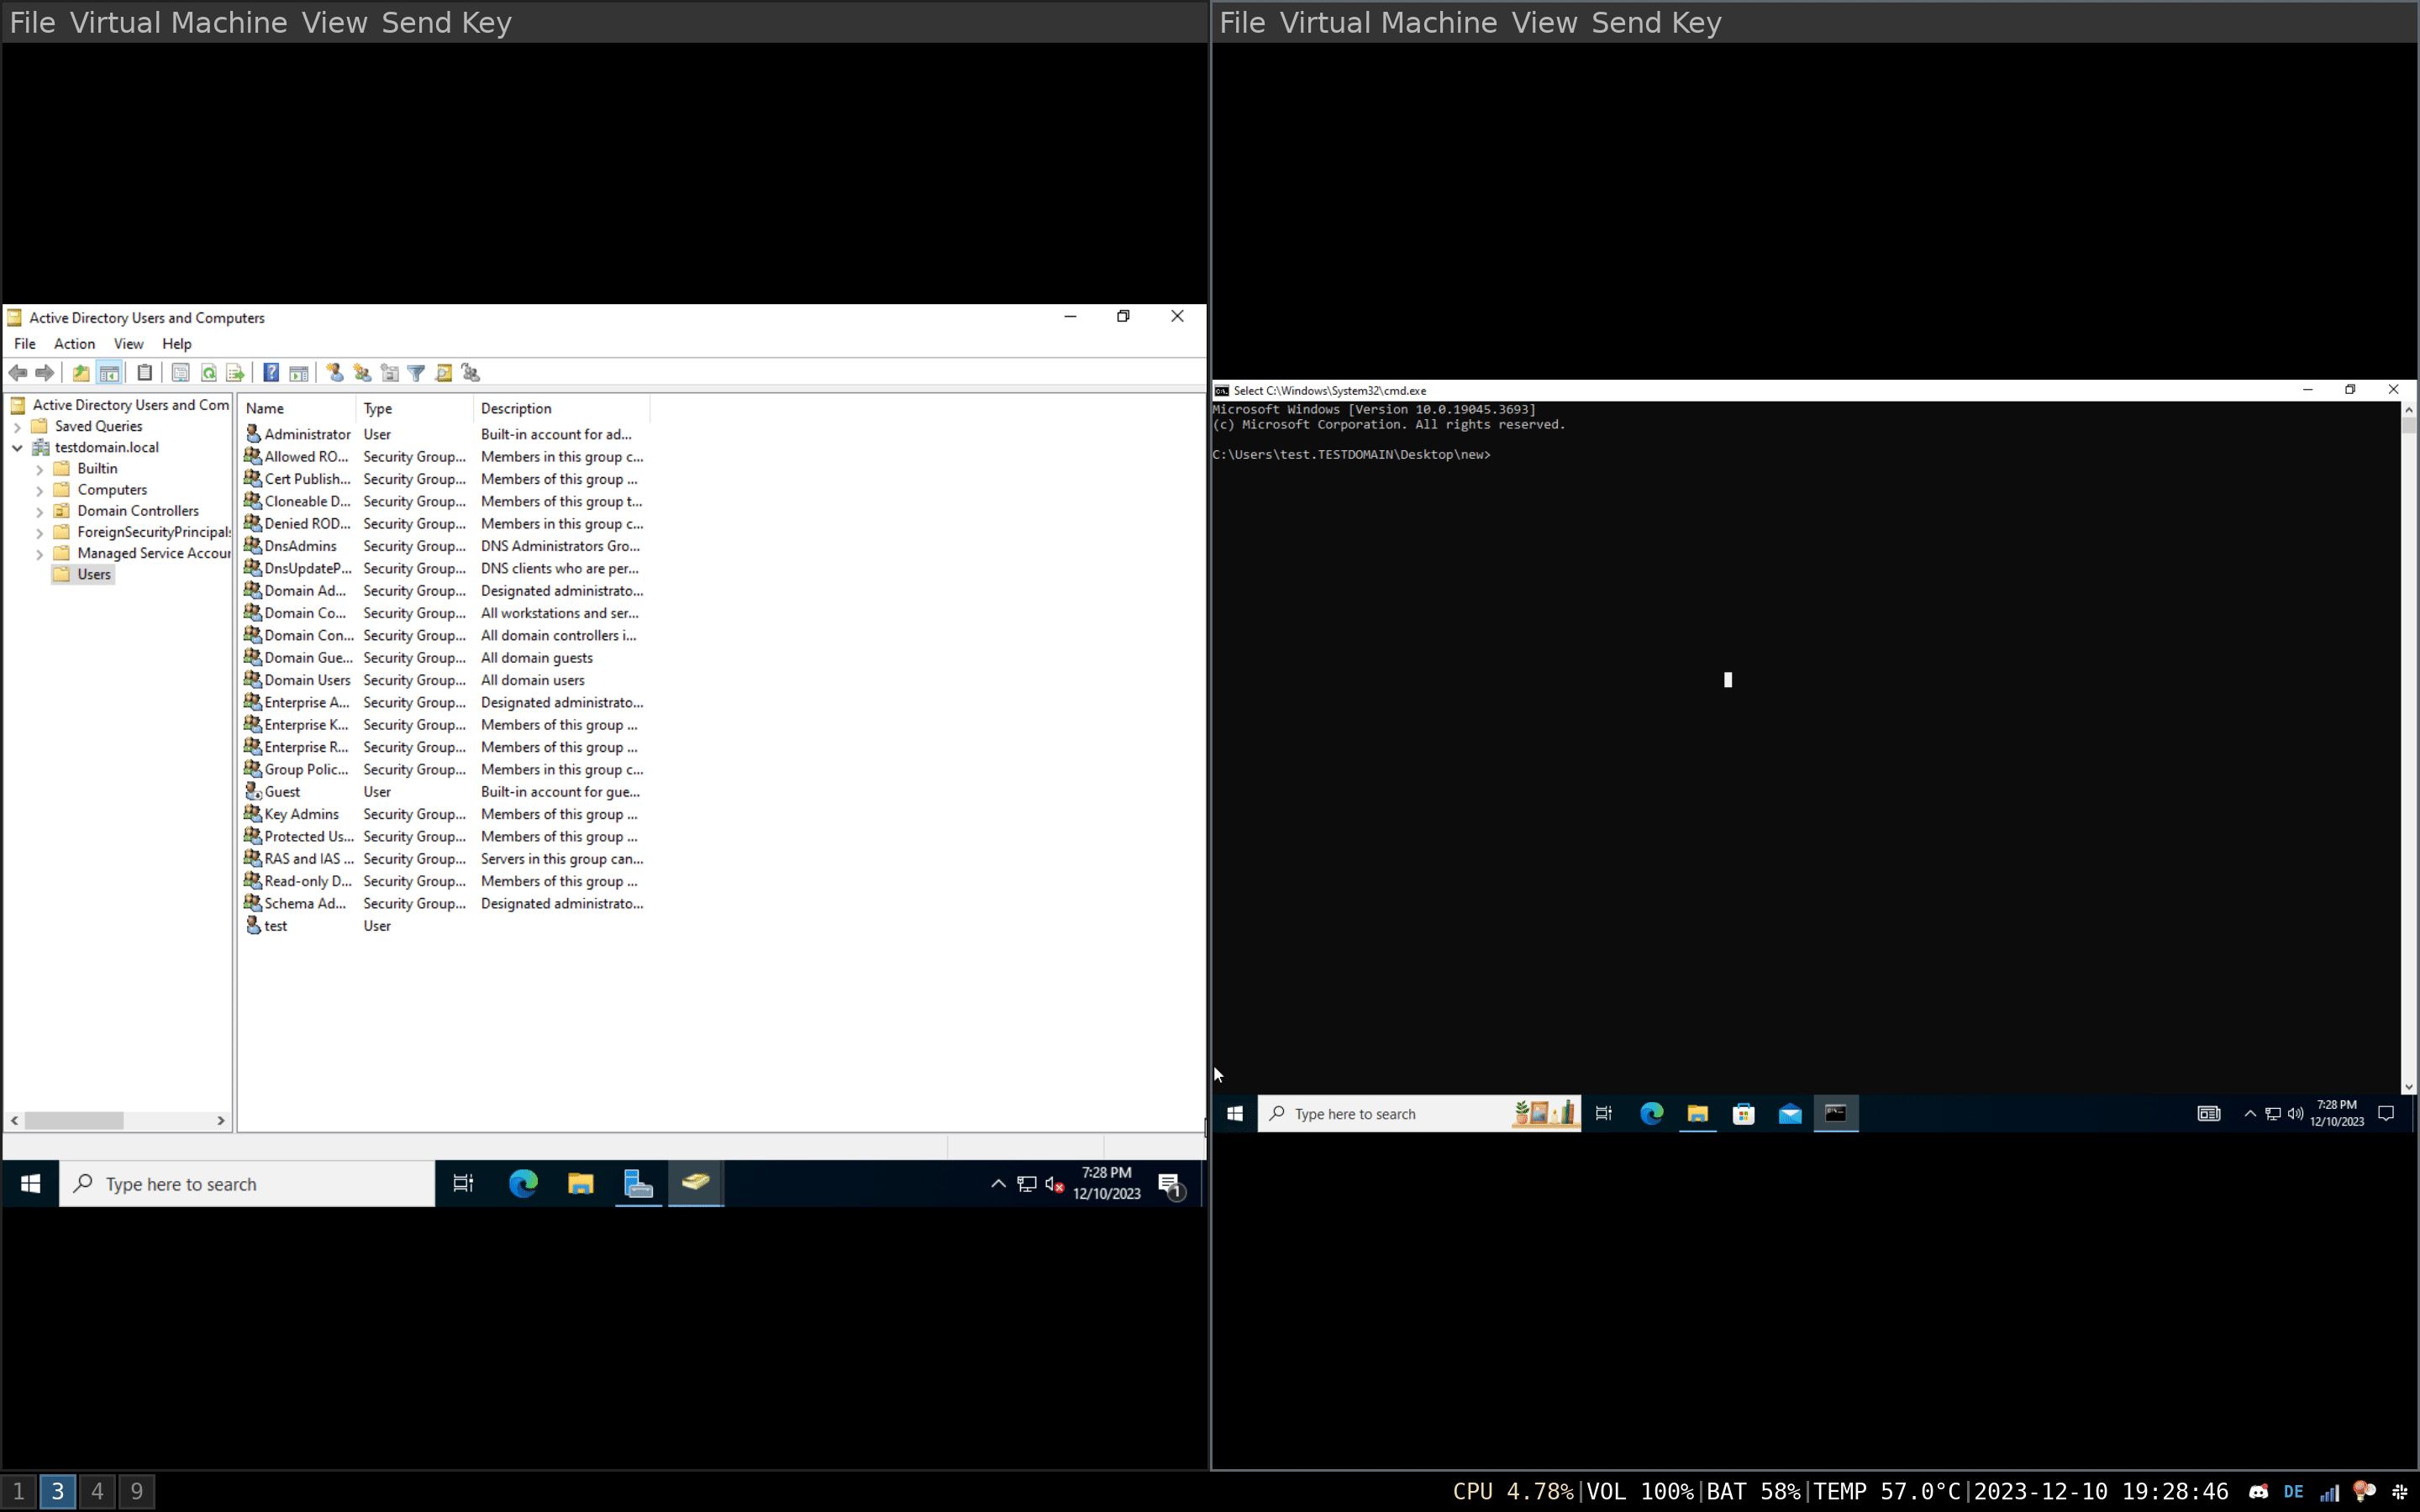 File Virtual Machine View Send Key
Active Directory Users and Computers
File Action View Help
Active Directory Users and Com
Saved Queries
testdomain.local
Builtin
Computers
Domain Controllers
ForeignSecurityPrincipals
Managed Service Accour
Users
Name Type Description
Administrator User Built-in account for ad...
Allowed RO... Security Group... Members in this group c...
Cert Publish... Security Group... Members of this group ...
Cloneable D... Security Group... Members of this group t...
Denied ROD... Security Group... Members in this group c...
DnsAdmins Security Group... DNS Administrators Gro...
DnsUpdateP... Security Group... DNS clients who are per...
Domain Ad... Security Group... Designated administrato...
Domain Co... Security Group... All workstations and ser...
Domain Con... Security Group... All domain controllers i...
Domain Gue... Security Group... All domain guests
Domain Users Security Group... All domain users
Enterprise A... Security Group... Designated administrato...
Enterprise K... Security Group... Members of this group ...
Enterprise R... Security Group... Members of this group ...
Group Polic... Security Group... Members in this group c...
Guest User Built-in account for gue...
Key Admins Security Group... Members of this group ...
Protected Us... Security Group... Members of this group ...
RAS and IAS ... Security Group... Servers in this group can...
Read-only D... Security Group... Members of this group ...
Schema Ad... Security Group... Designated administrato...
test User
Type here to search
7:28 PM
12/10/2023
1
File Virtual Machine View Send Key
Select C:\Windows\System32\cmd.exe
Microsoft Windows [Version 10.0.19045.3693]
(c) Microsoft Corporation. All rights reserved.
C:\Users\test.TESTDOMAIN\Desktop\new>
Type here to search
7:28 PM
12/10/2023
1 3 4 9
CPU 4.78%|VOL 100%|BAT 58%|TEMP 57.0°C|2023-12-10 19:28:46 DE